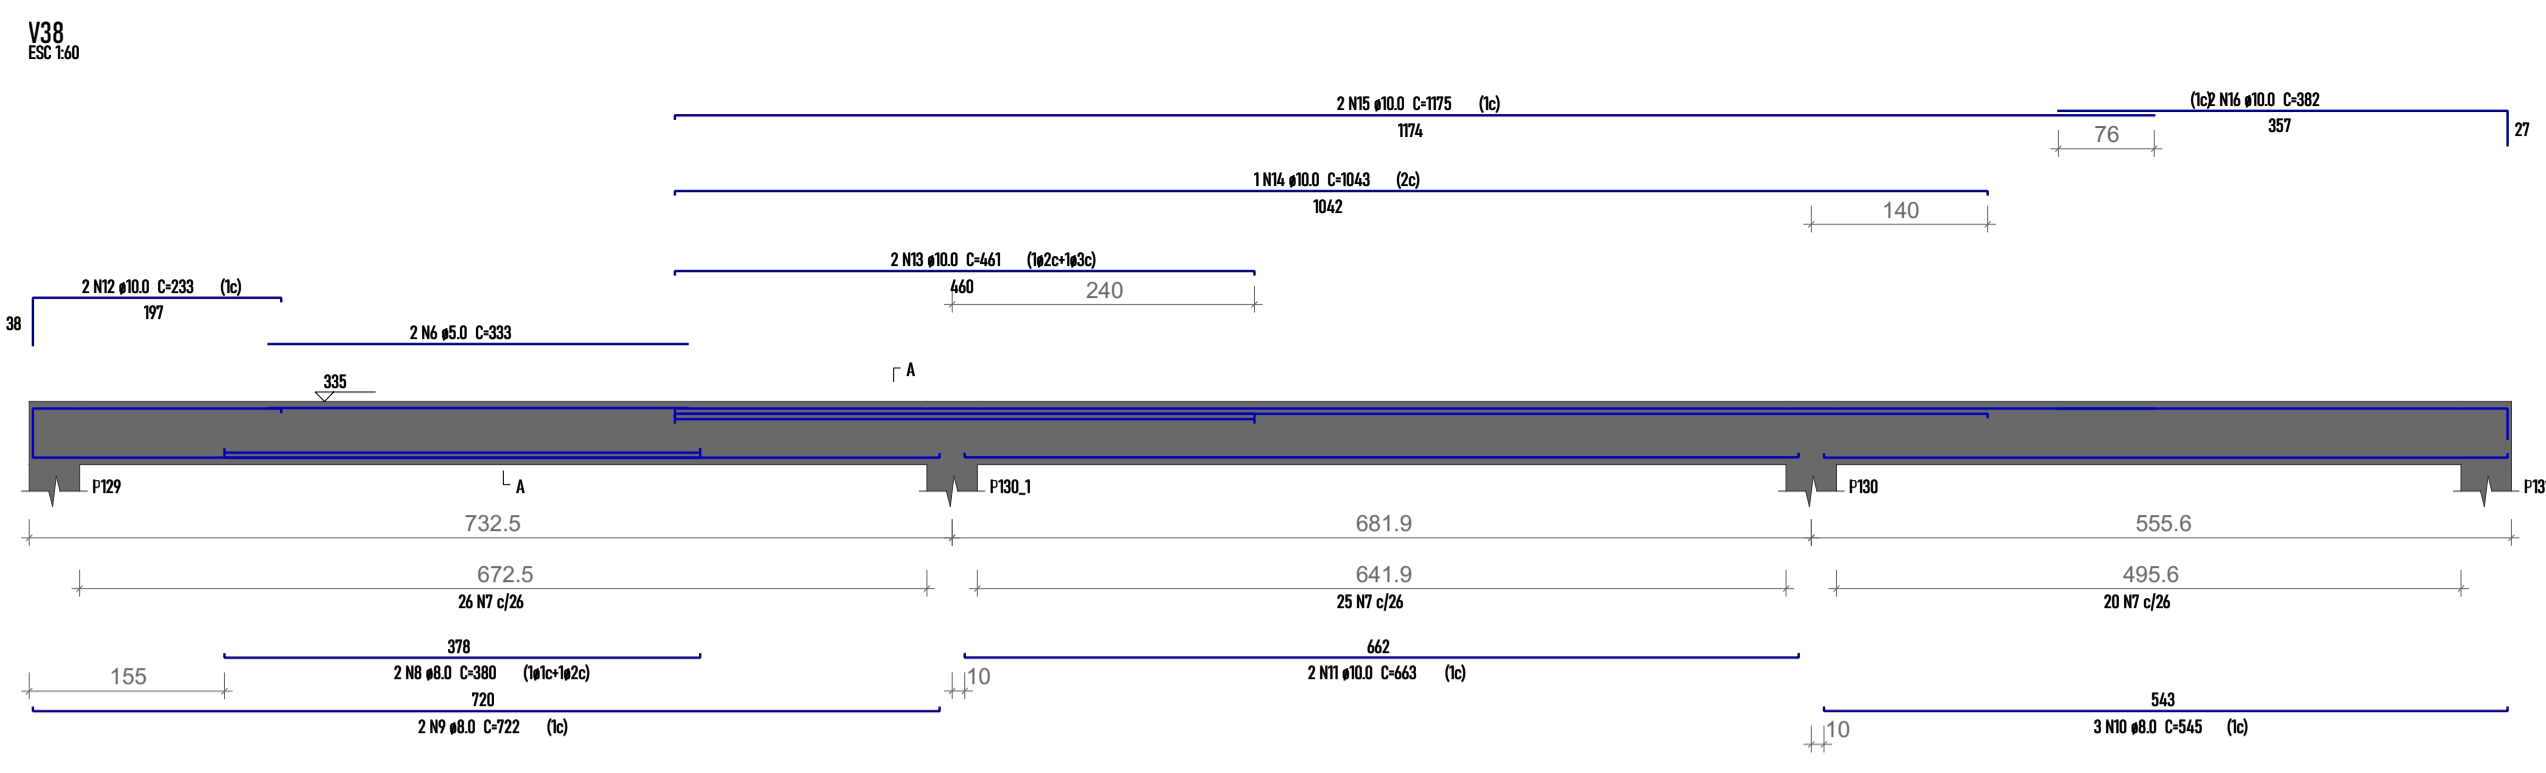 V38
ESC 1:60
2 N15 ø10.0 C=1175 (1c)
1174
(1c)2 N16 ø10.0 C=382
357
27
76
1 N14 ø10.0 C=1043 (2c)
1042
140
2 N13 ø10.0 C=461 (1ø2c+1ø3c)
460
240
2 N12 ø10.0 C=233 (1c)
197
38
2 N6 ø5.0 C=333
A
335
P129
A
P130_1
P130
P13
732.5
681.9
555.6
672.5
641.9
495.6
26 N7 c/26
25 N7 c/26
20 N7 c/26
378
2 N8 ø8.0 C=380 (1ø1c+1ø2c)
155
662
2 N11 ø10.0 C=663 (1c)
10
720
2 N9 ø8.0 C=722 (1c)
543
3 N10 ø8.0 C=545 (1c)
10